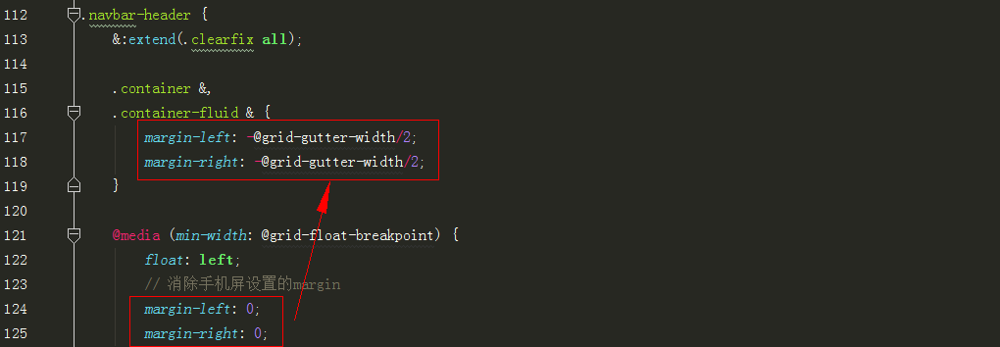 112 .navbar-header {
113 &:extend(.clearfix all);
114
115 .container &,
116 .container-fluid & {
117 margin-left: -@grid-gutter-width/2;
118 margin-right: -@grid-gutter-width/2;
119 }
120
121 @media (min-width: @grid-float-breakpoint) {
122 float: left;
123 // 消除手机屏设置的margin
124 margin-left: 0;
125 margin-right: 0;